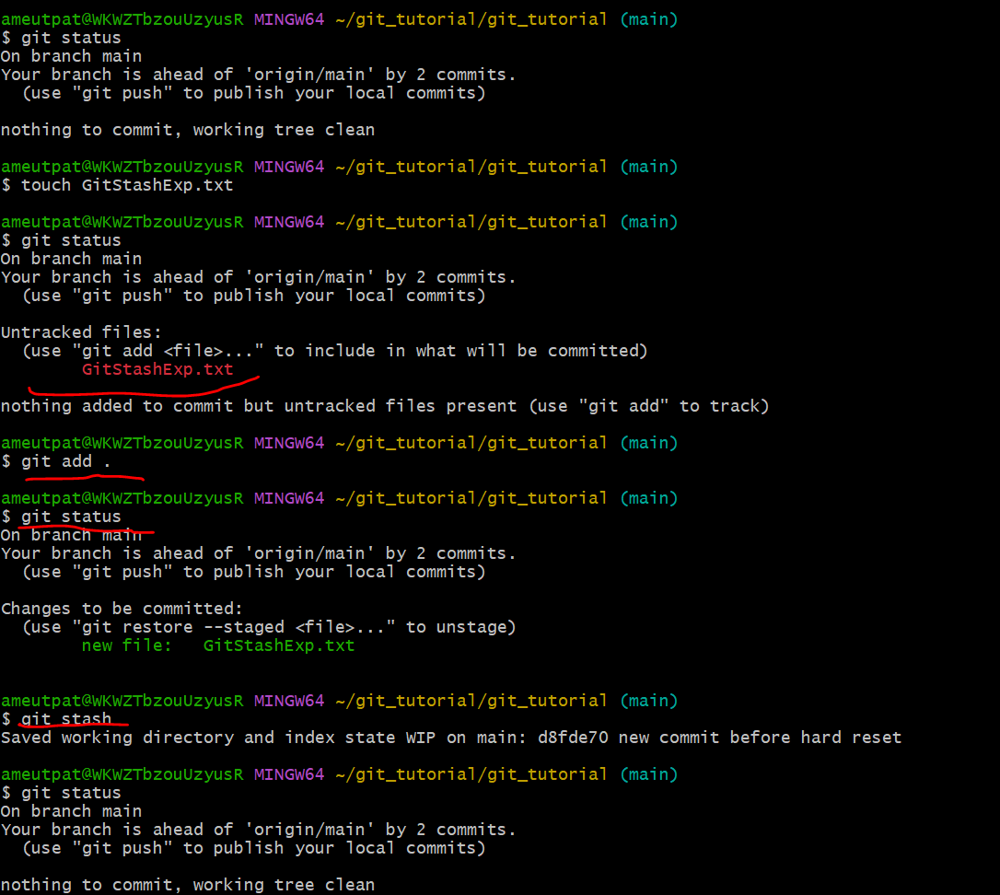 ameutpat@WKWZTbzouUzyusR MINGW64 ~/git_tutorial/git_tutorial (main)
$ git status
On branch main
Your branch is ahead of 'origin/main' by 2 commits.
  (use "git push" to publish your local commits)

nothing to commit, working tree clean

ameutpat@WKWZTbzouUzyusR MINGW64 ~/git_tutorial/git_tutorial (main)
$ touch GitStashExp.txt

ameutpat@WKWZTbzouUzyusR MINGW64 ~/git_tutorial/git_tutorial (main)
$ git status
On branch main
Your branch is ahead of 'origin/main' by 2 commits.
  (use "git push" to publish your local commits)

Untracked files:
  (use "git add <file>..." to include in what will be committed)
        GitStashExp.txt

nothing added to commit but untracked files present (use "git add" to track)

ameutpat@WKWZTbzouUzyusR MINGW64 ~/git_tutorial/git_tutorial (main)
$ git add .

ameutpat@WKWZTbzouUzyusR MINGW64 ~/git_tutorial/git_tutorial (main)
$ git status
On branch main
Your branch is ahead of 'origin/main' by 2 commits.
  (use "git push" to publish your local commits)

Changes to be committed:
  (use "git restore --staged <file>..." to unstage)
        new file:   GitStashExp.txt

ameutpat@WKWZTbzouUzyusR MINGW64 ~/git_tutorial/git_tutorial (main)
$ git stash
Saved working directory and index state WIP on main: d8fde70 new commit before hard reset

ameutpat@WKWZTbzouUzyusR MINGW64 ~/git_tutorial/git_tutorial (main)
$ git status
On branch main
Your branch is ahead of 'origin/main' by 2 commits.
  (use "git push" to publish your local commits)

nothing to commit, working tree clean